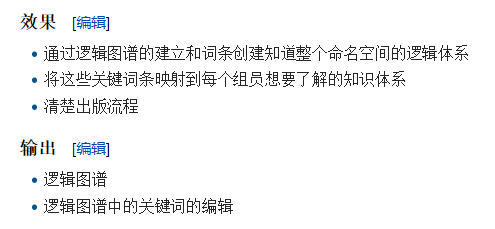 效果 [编辑]
通过逻辑图谱的建立和词条创建知道整个命名空间的逻辑体系
将这些关键词条映射到每个组员想要了解的知识体系
清楚出版流程
输出 [编辑]
逻辑图谱
逻辑图谱中的关键词的编辑